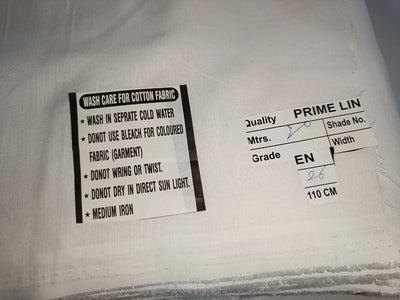 WASH CARE FOR COTTON FABRIC
★ WASH IN SEPRATE COLD WATER
★ DONOT USE BLEACH FOR COLOURED
FABRIC (GARMENT)
★ DONOT WRING OR TWIST.
★ DONOT DRY IN DIRECT SUN LIGHT.
★ MEDIUM IRON
Quality PRIME LIN
Mtrs. Shade No.
Width
Grade EN
26
110 CM